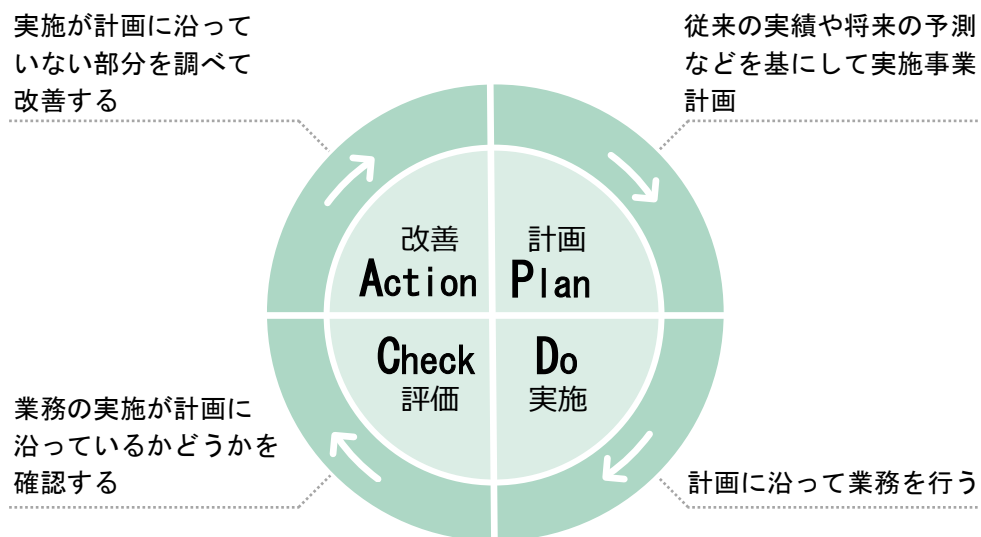 実施が計画に沿って
いない部分を調べて
改善する
従来の実績や将来の予測
などを基にして実施事業
計画
改善
Action
計画
Plan
Check
評価
Do
実施
業務の実施が計画に
沿っているかどうかを
確認する
計画に沿って業務を行う